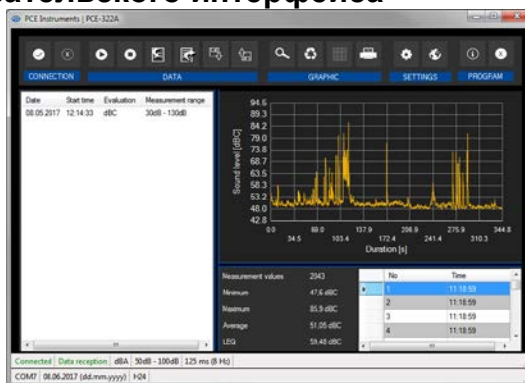 вательского интерфейса
PCE Instruments | PCE-322A
CONNECTION DATA GRAPHIC SETTINGS PROGRAM
Date Start time Evaluation Measurement range
08.05.2017 12:14:33 dBC 30dB - 130dB
Sound level [dBC]
94.6
89.3
84.2
79.0
73.8
68.7
63.5
58.3
53.2
48.0
42.8
0.0 69.0 137.9 206.9 275.9 344.8
34.5 103.4 172.4 241.4 310.3
Duration [s]
Measurement values 2043
Minimum 47,6 dBC
Maximum 85,9 dBC
Average 51,05 dBC
LEG 59,48 dBC
No Time
1 11:18:59
2 11:18:59
3 11:18:59
4 11:18:59
Connected Data reception dBA 50dB - 100dB 125 ms (8 Hz)
COM7 08.06.2017 (dd.mm.yyyy) H24